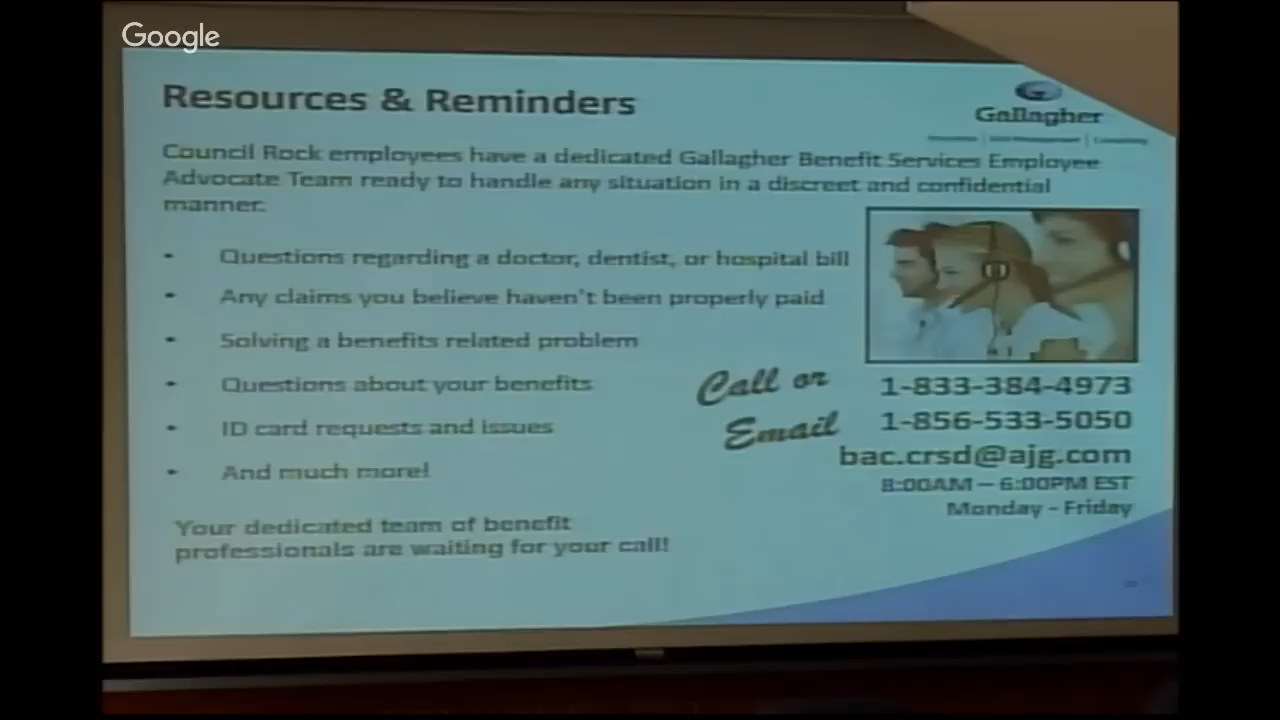 Google
Resources & Reminders
Gallagher
Council Rock employees have a dedicated Gallagher Benefit Services Employee
Advocate Team ready to handle any situation in a discreet and confidential
manner.
• Questions regarding a doctor, dentist, or hospital bill
• Any claims you believe haven't been properly paid
• Solving a benefits related problem
• Questions about your benefits
• ID card requests and issues
• And much more!
Call or
Email
1-833-384-4973
1-856-533-5050
bac.crsd@ajg.com
8:00AM – 6:00PM EST
Monday - Friday
Your dedicated team of benefit
professionals are waiting for your call!